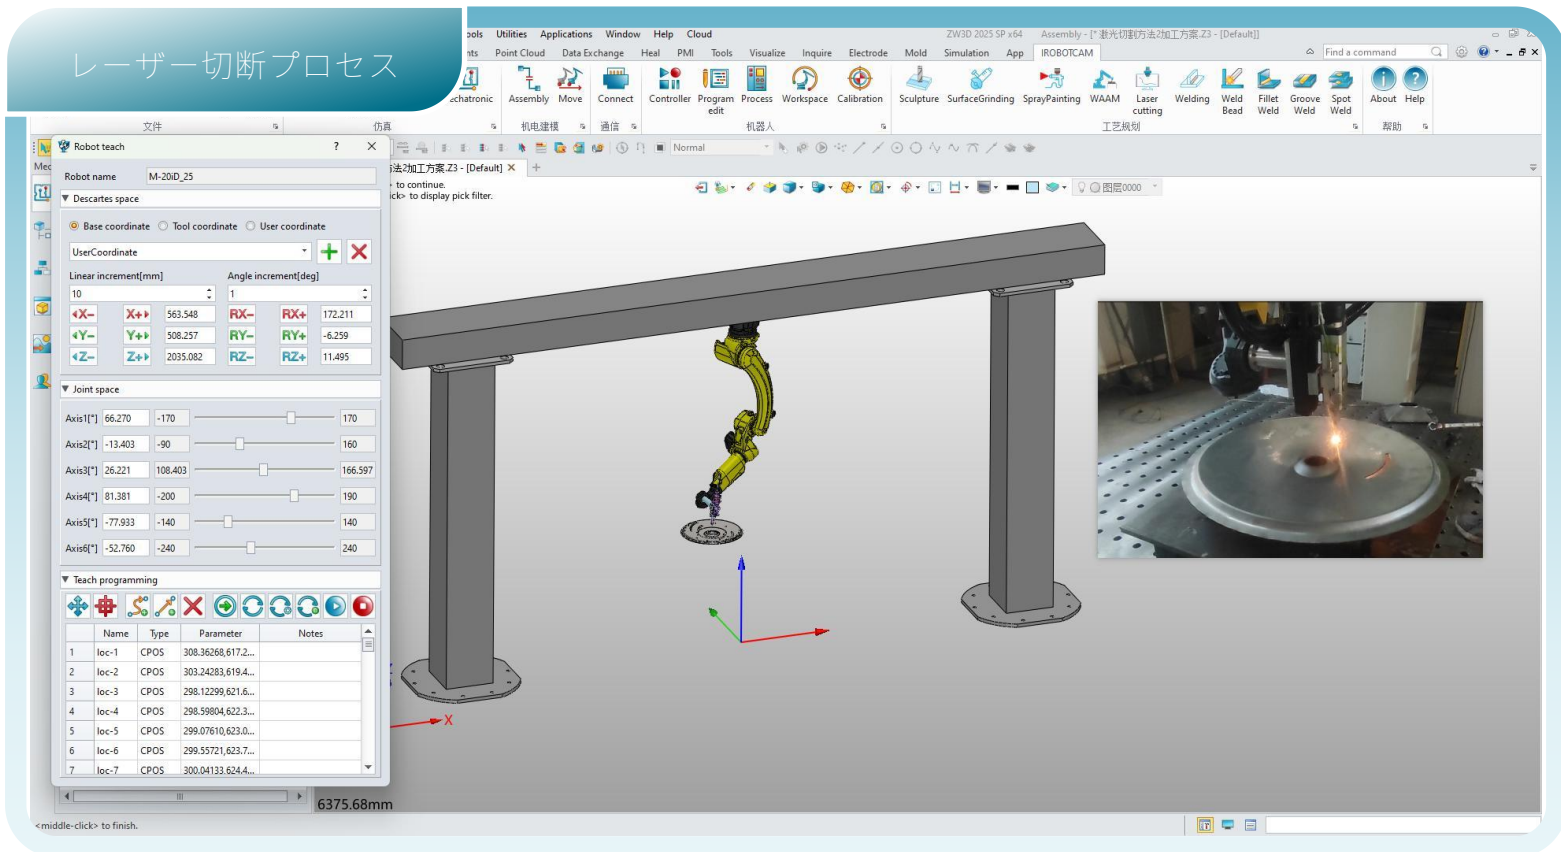 レーザー切断プロセス
Utilities Applications Window Help Cloud
ZW3D 2025 SP x64 Assembly - [* 激光切割方法2加工方案.Z3 - [Default]]
Point Cloud Data Exchange Heal PMI Tools Visualize Inquire Electrode Mold Simulation App IROBOTCAM
Find a command
Assembly Move Connect Controller Program edit Process Workspace Calibration Sculpture SurfaceGrinding SprayPainting WAAM Laser cutting Welding Weld Bead Fillet Weld Groove Weld Spot Weld About Help
文件 仿真 机电建模 通信 机器人 工艺规划 帮助
Normal
法2加工方案.Z3 - [Default]
to continue.
to display pick filter.
图层0000
Robot teach
Robot name M-20iD_25
Descartes space
Base coordinate Tool coordinate User coordinate
UserCoordinate
Linear increment[mm] Angle increment[deg]
10 1
X- X+ 563.548 RX- RX+ 172.211
Y- Y+ 508.257 RY- RY+ -6.259
Z- Z+ 2035.082 RZ- RZ+ 11.495
Joint space
Axis1[°] 66.270 -170 170
Axis2[°] -13.403 -90 160
Axis3[°] 26.221 108.403 166.597
Axis4[°] 81.381 -200 190
Axis5[°] -77.933 -140 140
Axis6[°] -52.760 -240 240
Teach programming
Name Type Parameter Notes
1 loc-1 CPOS 308.36268,617.2...
2 loc-2 CPOS 303.24283,619.4...
3 loc-3 CPOS 298.12299,621.6...
4 loc-4 CPOS 298.59804,622.3...
5 loc-5 CPOS 299.07610,623.0...
6 loc-6 CPOS 299.55721,623.7...
7 loc-7 CPOS 300.04133,624.4...
X
6375.68mm
<middle-click> to finish.